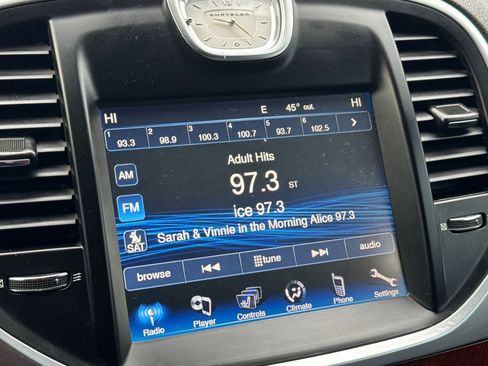 CHRYSLER
HI E 45° out. HI
1 93.3 2 98.9 3 100.3 4 100.7 5 93.7 6 102.5 >
Adult Hits
AM
97.3 ST
FM
ice 97.3
SAT
Sarah & Vinnie in the Morning Alice 97.3
browse tune audio
Radio Player Controls Climate Phone Settings